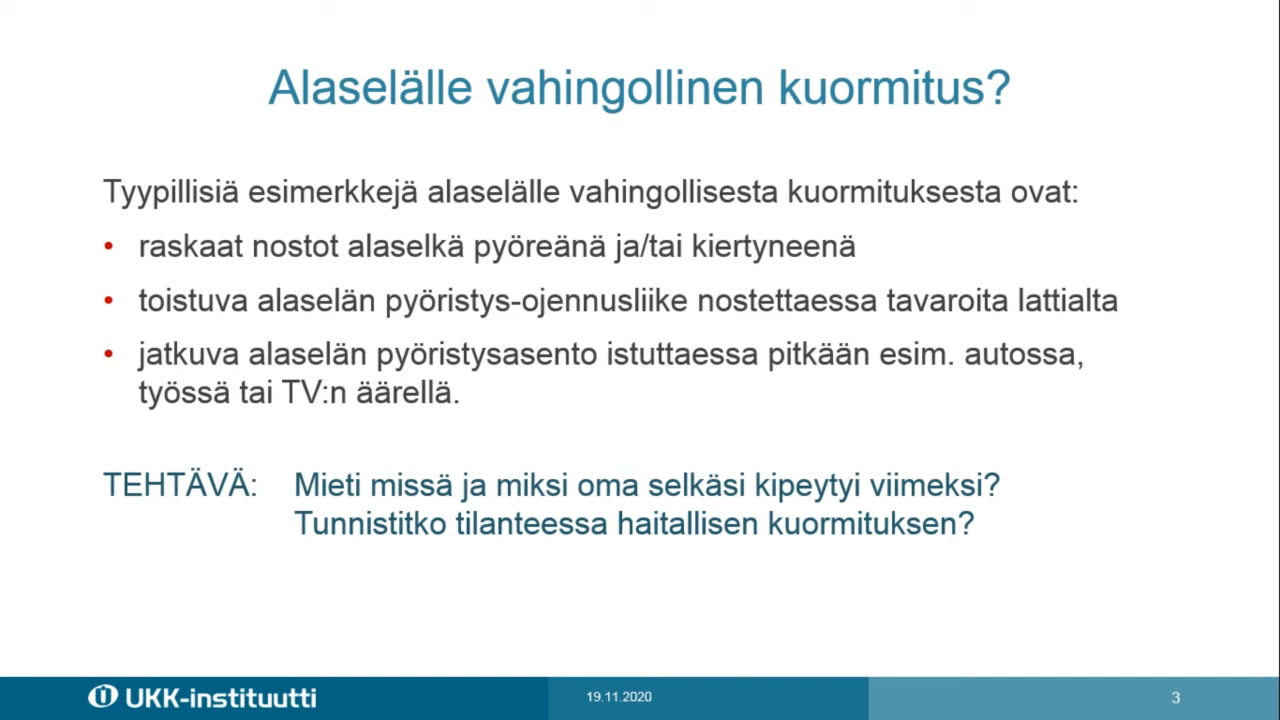 Alaselälle vahingollinen kuormitus?
Tyypillisiä esimerkkejä alaselälle vahingollisesta kuormituksesta ovat:
• raskaat nostot alaselkä pyöreänä ja/tai kiertyneenä
• toistuva alaselän pyöristys-ojennusliike nostettaessa tavaroita lattialta
• jatkuva alaselän pyöristysasento istuttaessa pitkään esim. autossa,
työssä tai TV:n äärellä.
TEHTÄVÄ: Mieti missä ja miksi oma selkäsi kipeytyi viimeksi?
Tunnistitko tilanteessa haitallisen kuormituksen?
UKK-instituutti 19.11.2020 3